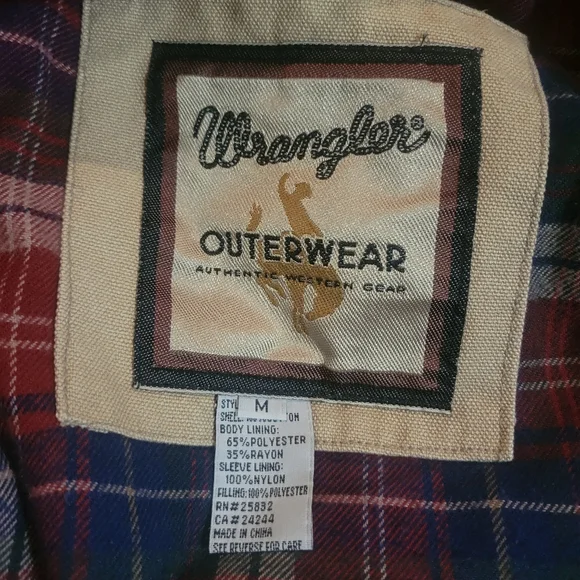 Wrangler®
OUTERWEAR
AUTHENTIC WESTERN GEAR
M
BODY LINING:
65%POLYESTER
35%RAYON
SLEEVE LINING:
100%NYLON
FILLING:100%POLYESTER
RN#25832
CA#24244
MADE IN CHINA
SEE REVERSE FOR CARE